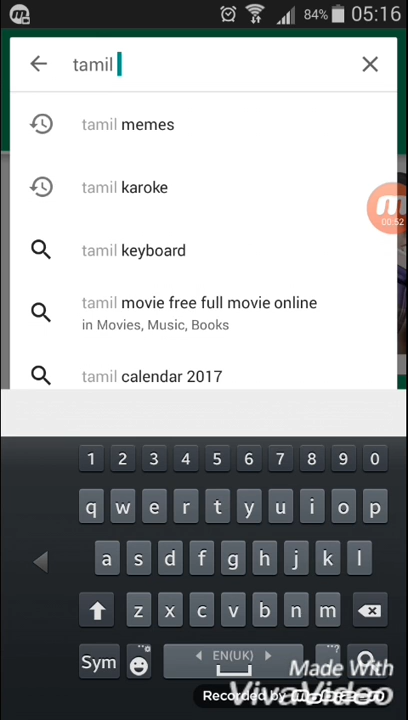 84% 05:16
tamil
tamil memes
tamil karoke
00:52
tamil keyboard
tamil movie free full movie online
in Movies, Music, Books
tamil calendar 2017
1 2 3 4 5 6 7 8 9 0
q w e r t y u i o p
a s d f g h j k l
z x c v b n m
Sym EN(UK)
Made With
VivaVideo
Recorded by